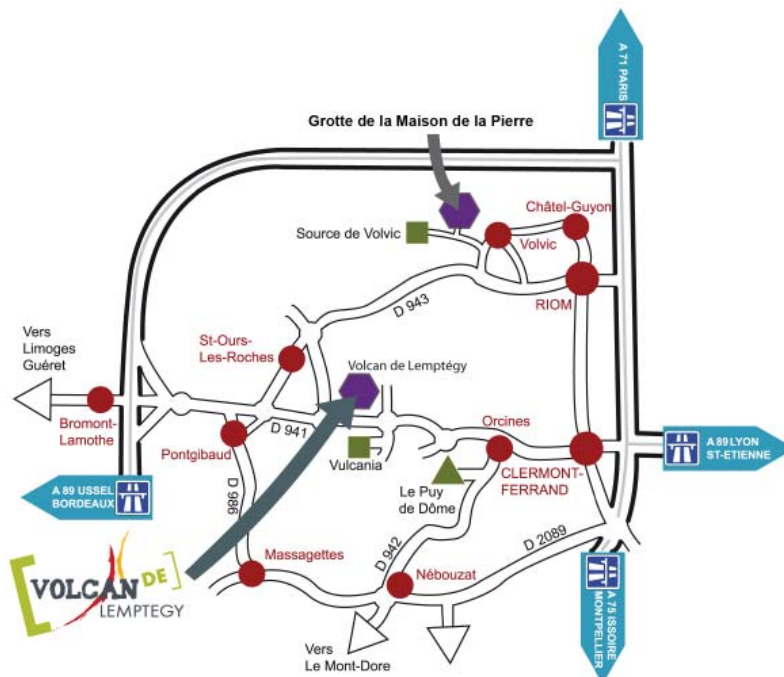 A 71 PARIS
Grotte de la Maison de la Pierre
Châtel-Guyon
Source de Volvic
Volvic
RIOM
D 943
St-Ours-
Les-Roches
Vers
Limoges
Guéret
Volcan de Lemptégy
Bromont-
Lamothe
D 941
Orcines
Pontgibaud
Vulcania
CLERMONT-
FERRAND
A 89 LYON
ST-ETIENNE
A 89 USSEL
BORDEAUX
D 986
Le Puy
de Dôme
D 942
D 2089
Massagettes
Nébouzat
VOLCAN DE
LEMPTEGY
A 75 ISSOIRE
MONTPELLIER
Vers
Le Mont-Dore